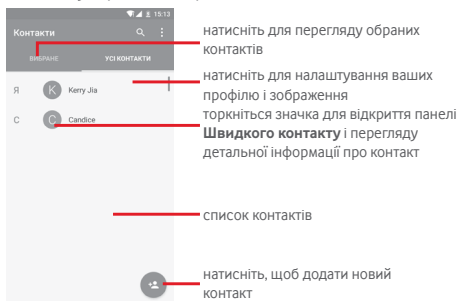 15:13
Контакти
ВИБРАНЕ
УСІ КОНТАКТИ
Я
K
Kerry Jia
C
C
Candice
натисніть для перегляду обраних
контактів
натисніть для налаштування ваших
профілю і зображення
торкніться значка для відкриття панелі
Швидкого контакту і перегляду
детальної інформації про контакт
список контактів
натисніть, щоб додати новий
контакт